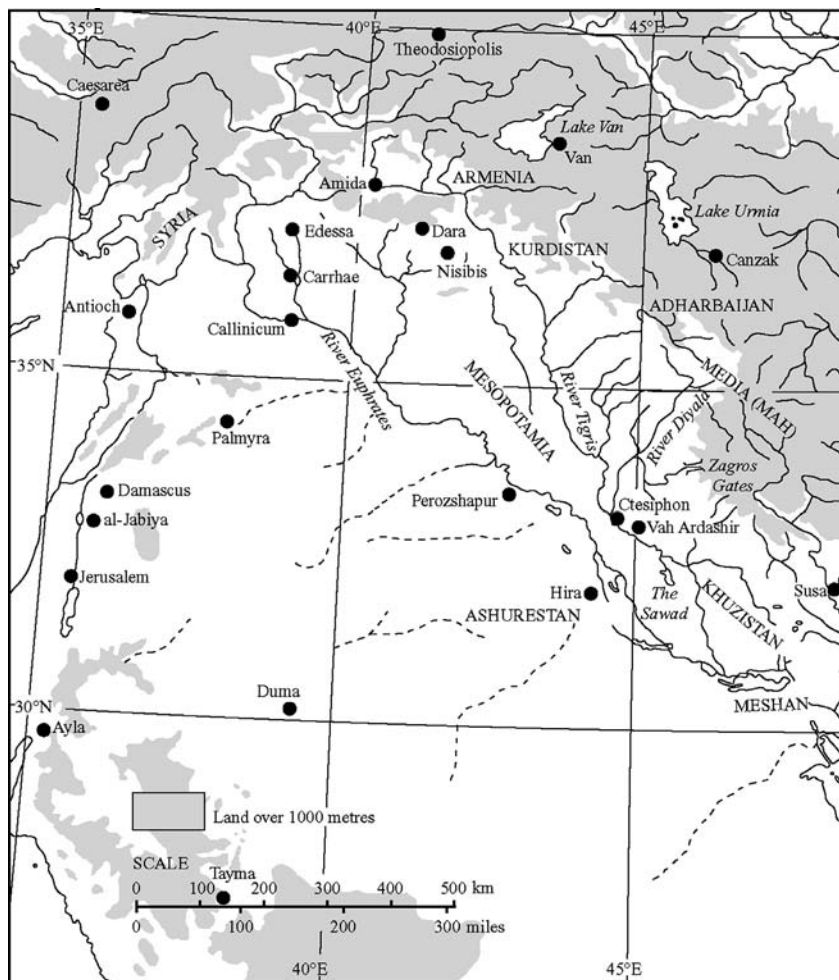 35°E
40°E
45°E
Theodosiopolis
Caesarea
Lake Van
Van
Amida
ARMENIA
SYRIA
Edessa
Dara
Lake Urmia
KURDISTAN
Nisibis
Canzak
Carrhae
Antioch
ADHARBAIJAN
Callinicum
River Euphrates
35°N
MESOPOTAMIA
River Tigris
MEDIA (MAH)
River Diyala
Palmyra
Zagros
Gates
Damascus
Perozshapur
Ctesiphon
al-Jabiya
Vah Ardashir
Jerusalem
Hira
The
Sawad
KHUZISTAN
Susa
ASHURESTAN
Duma
30°N
MESHAN
Ayla
Land over 1000 metres
SCALE
Tayma
0 100 200 300 500 km
0 100 200 300 miles
40°E
45°E